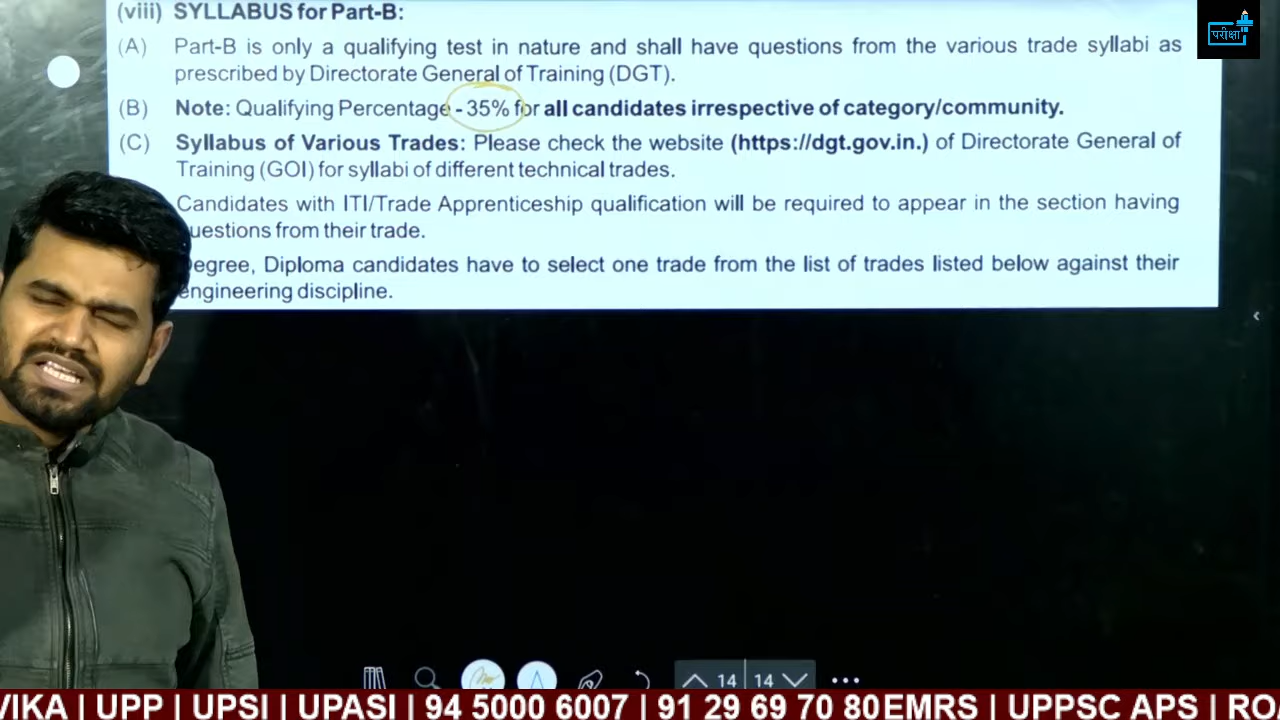 (viii) SYLLABUS for Part-B:
परीक्षा
(A) Part-B is only a qualifying test in nature and shall have questions from the various trade syllabi as
prescribed by Directorate General of Training (DGT).
(B) Note: Qualifying Percentage - 35% for all candidates irrespective of category/community.
(C) Syllabus of Various Trades: Please check the website (https://dgt.gov.in.) of Directorate General of
Training (GOI) for syllabi of different technical trades.
Candidates with ITI/Trade Apprenticeship qualification will be required to appear in the section having
uestions from their trade.
Degree, Diploma candidates have to select one trade from the list of trades listed below against their
engineering discipline.
14 14
VIKA | UPP | UPSI | UPASI | 94 5000 6007 | 91 29 69 70 80EMRS | UPPSC APS | RO